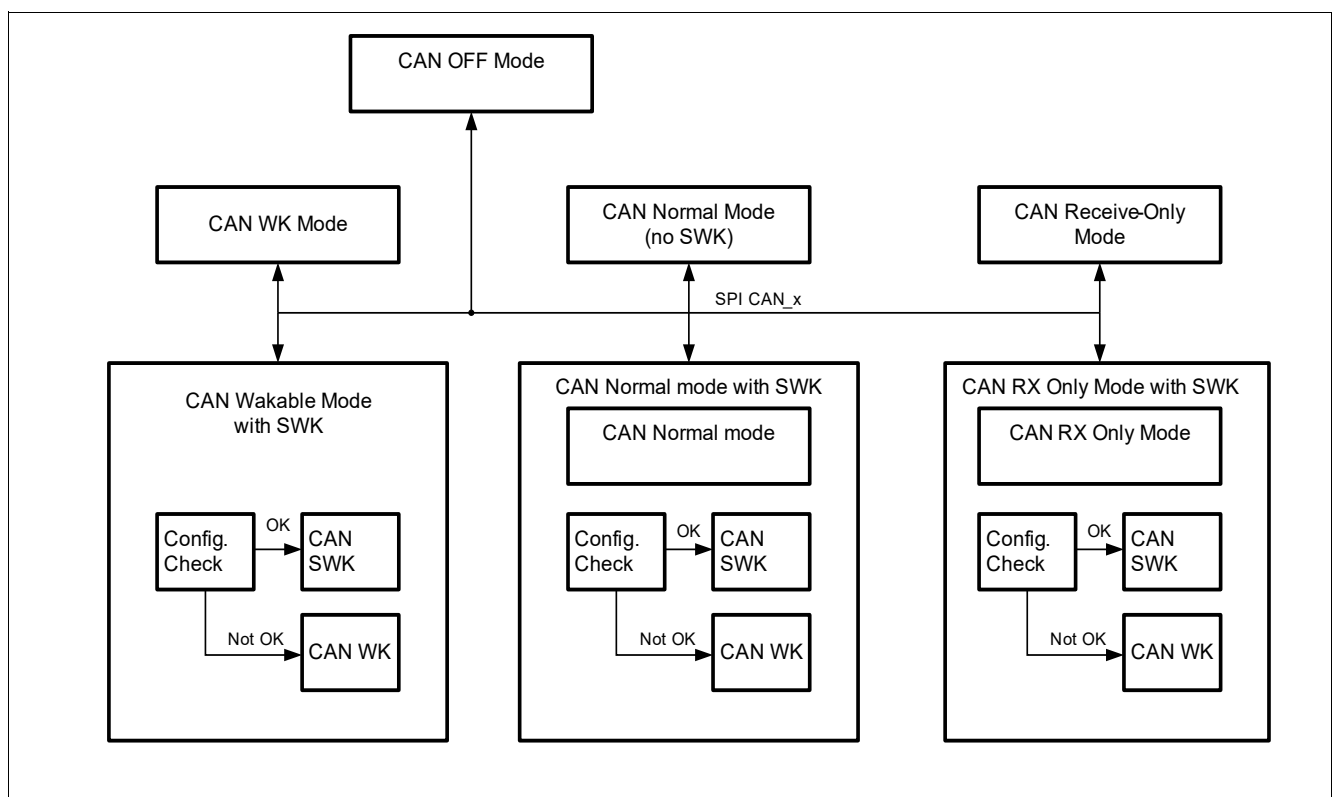 CAN OFF Mode
CAN WK Mode
CAN Normal Mode
(no SWK)
CAN Receive-Only
Mode
SPI CAN_x
CAN Wakable Mode
with SWK
Config.
Check
OK
CAN
SWK
Not OK
CAN WK
CAN Normal mode with SWK
CAN Normal mode
Config.
Check
OK
CAN
SWK
Not OK
CAN WK
CAN RX Only Mode with SWK
CAN RX Only Mode
Config.
Check
OK
CAN
SWK
Not OK
CAN WK